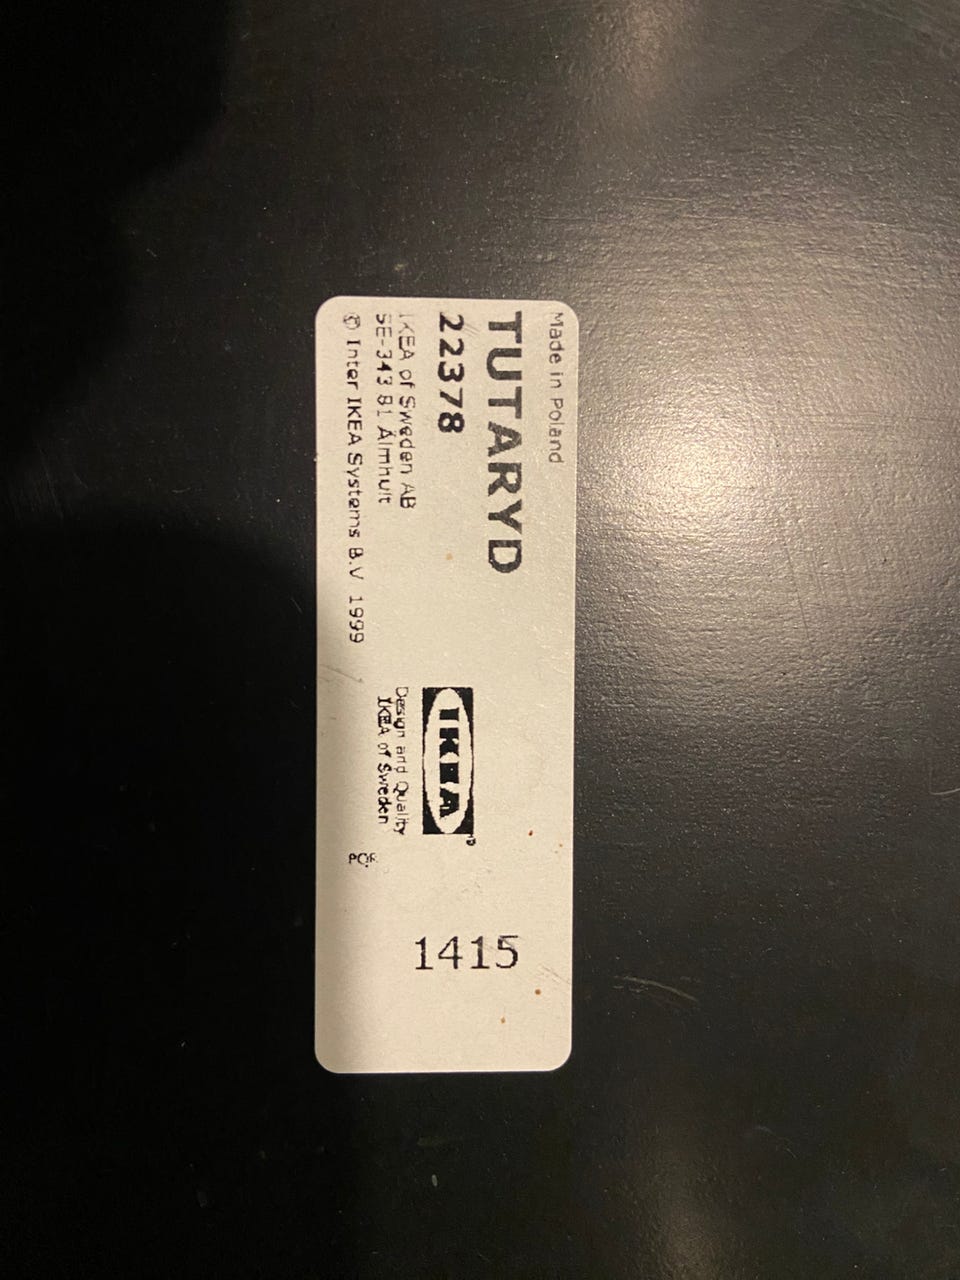 Made in Poland
TUTARYD
22378
IKEA of Sweden AB
SE-343 81 Älmhult
© Inter IKEA Systems B.V 1999
IKEA®
Design and Quality
IKEA of Sweden
PQR
1415